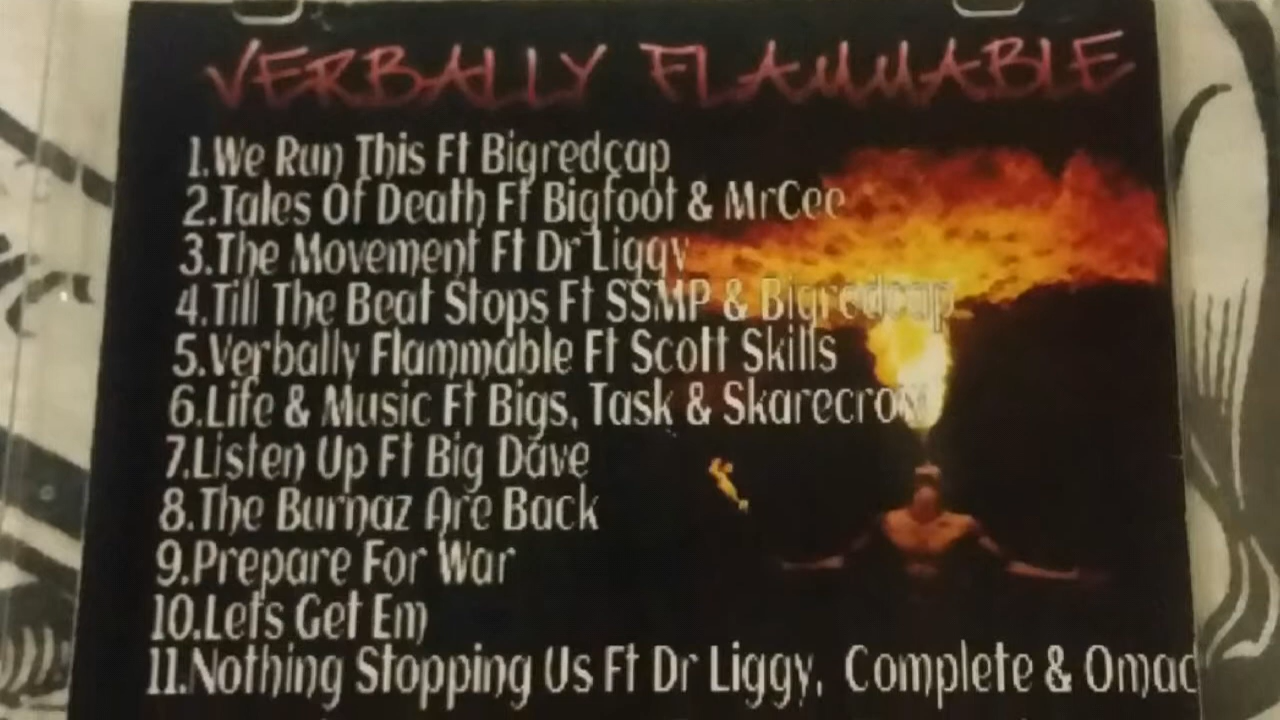 VERBALLY FLAMMABLE
1.We Run This Ft Bigredcap
2.Tales Of Death Ft Bigfoot & MrCee
3.The Movement Ft Dr Liggy
4.Till The Beat Stops Ft SSMP & Bigredcap
5.Verbally Flammable Ft Scott Skills
6.Life & Music Ft Bigs, Task & Skarecrow
7.Listen Up Ft Big Dave
8.The Burnaz Are Back
9.Prepare For War
10.Lets Get Em
11.Nothing Stopping Us Ft Dr Liggy, Complete & Omac